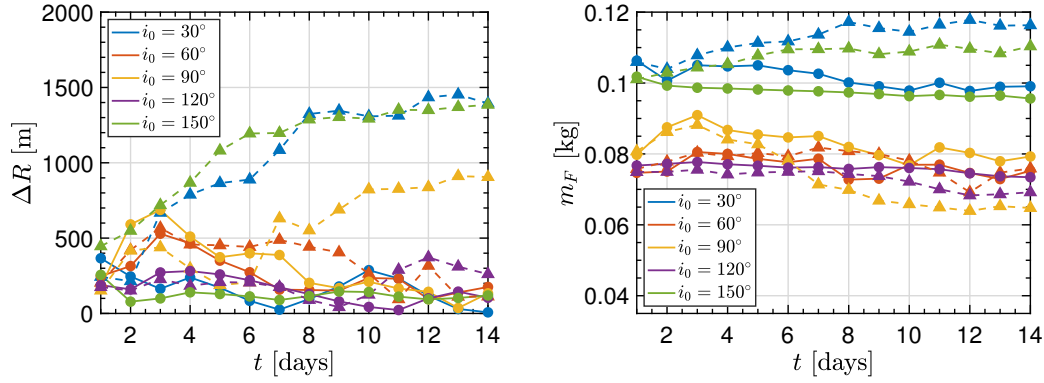 2000
1500
1000
500
0
ΔR [m]
i₀ = 30°
i₀ = 60°
i₀ = 90°
i₀ = 120°
i₀ = 150°
2 4 6 8 10 12 14
t [days]
0.12
0.1
0.08
0.06
0.04
m_F [kg]
i₀ = 30°
i₀ = 60°
i₀ = 90°
i₀ = 120°
i₀ = 150°
2 4 6 8 10 12 14
t [days]